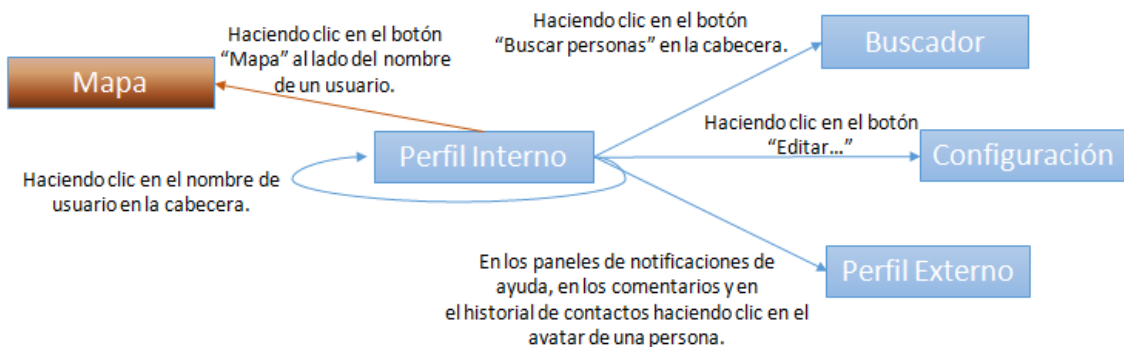 Haciendo clic en el botón
“Mapa” al lado del nombre
de un usuario.
Haciendo clic en el botón
“Buscar personas” en la cabecera.
Buscador
Mapa
Perfil Interno
Haciendo clic en el botón
“Editar...”
Configuración
Haciendo clic en el nombre de
usuario en la cabecera.
En los paneles de notificaciones de
ayuda, en los comentarios y en
el historial de contactos haciendo clic en el
avatar de una persona.
Perfil Externo